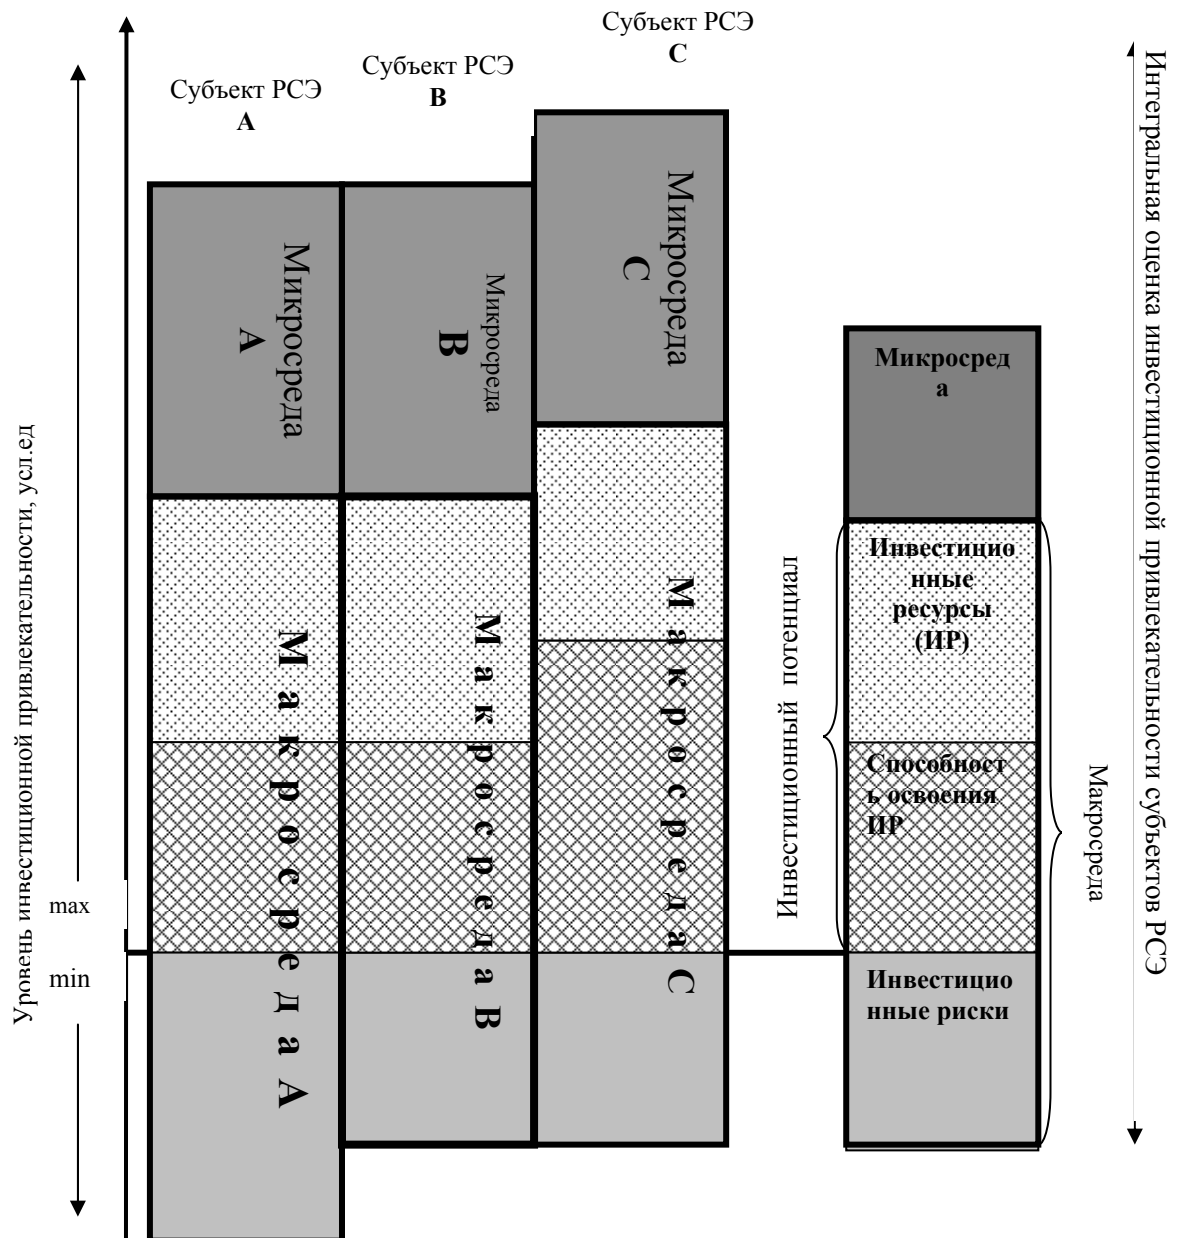 Субъект РСЭ
С
Субъект РСЭ
В
Субъект РСЭ
А
Уровень инвестиционной привлекательности, усл.ед
max
min
Микросреда
А
Макросреда А
Микросреда
В
Макросреда В
Микросреда
С
Макросреда С
Инвестиционный потенциал
Микросред
а
Инвестицио
нные
ресурсы
(ИР)
Способност
ь освоения
ИР
Инвестицио
нные риски
Макросреда
Интегральная оценка инвестиционной привлекательности субъектов РСЭ